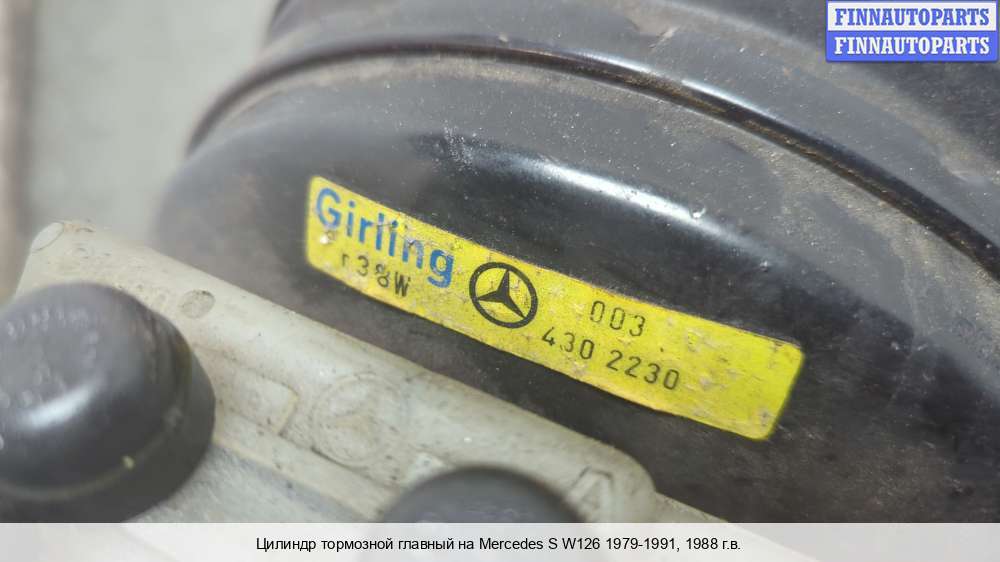 FINNAUTOPARTS
FINNAUTOPARTS
Girling
r38W
003
430 2230
Цилиндр тормозной главный на Mercedes S W126 1979-1991, 1988 г.в.